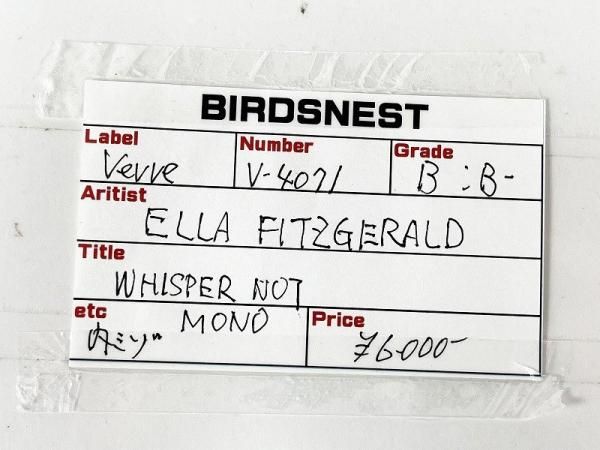 BIRDSNEST
Label Number Grade
Verve V-4071 B : B-
Aritist
ELLA FITZGERALD
Title
WHISPER NOT
etc MONO Price
内ミゾ ¥6000-